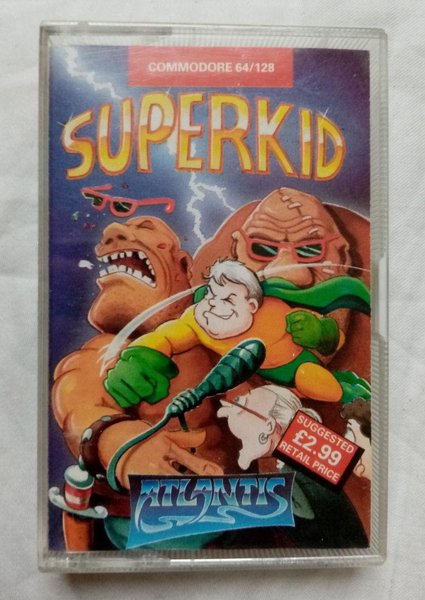 COMMODORE 64/128
SUPERKID
SUGGESTED
£2.99
RETAIL PRICE
ATLANTIS